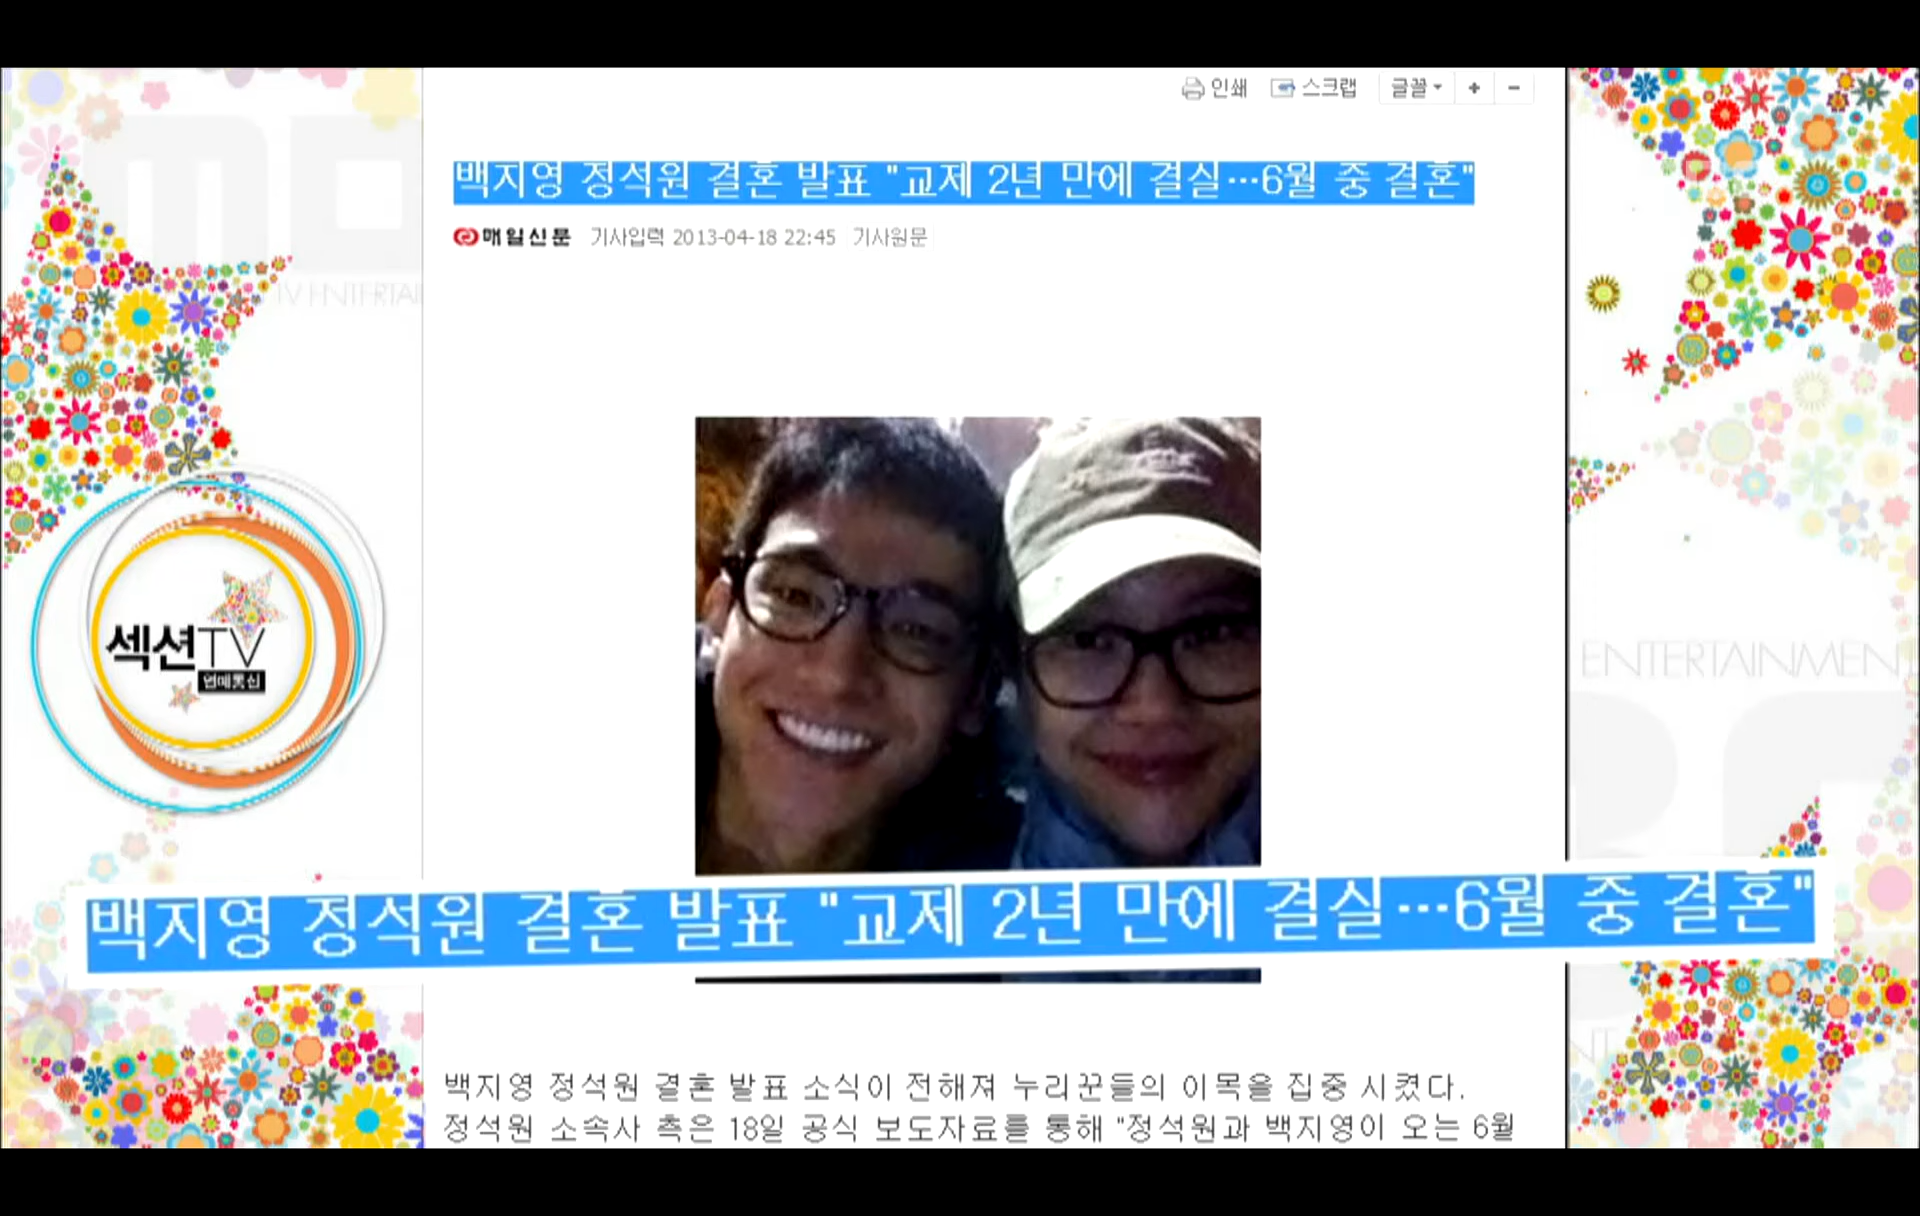 인쇄 스크랩 글꼴 + -
백지영 정석원 결혼 발표 "교제 2년 만에 결실…6월 중 결혼"
매일신문 기사입력 2013-04-18 22:45 기사원문
TV ENTERTAI
섹션TV
연예통신
ENTERTAINMEN
백지영 정석원 결혼 발표 "교제 2년 만에 결실…6월 중 결혼"
백지영 정석원 결혼 발표 소식이 전해져 누리꾼들의 이목을 집중 시켰다.
정석원 소속사 측은 18일 공식 보도자료를 통해 "정석원과 백지영이 오는 6월